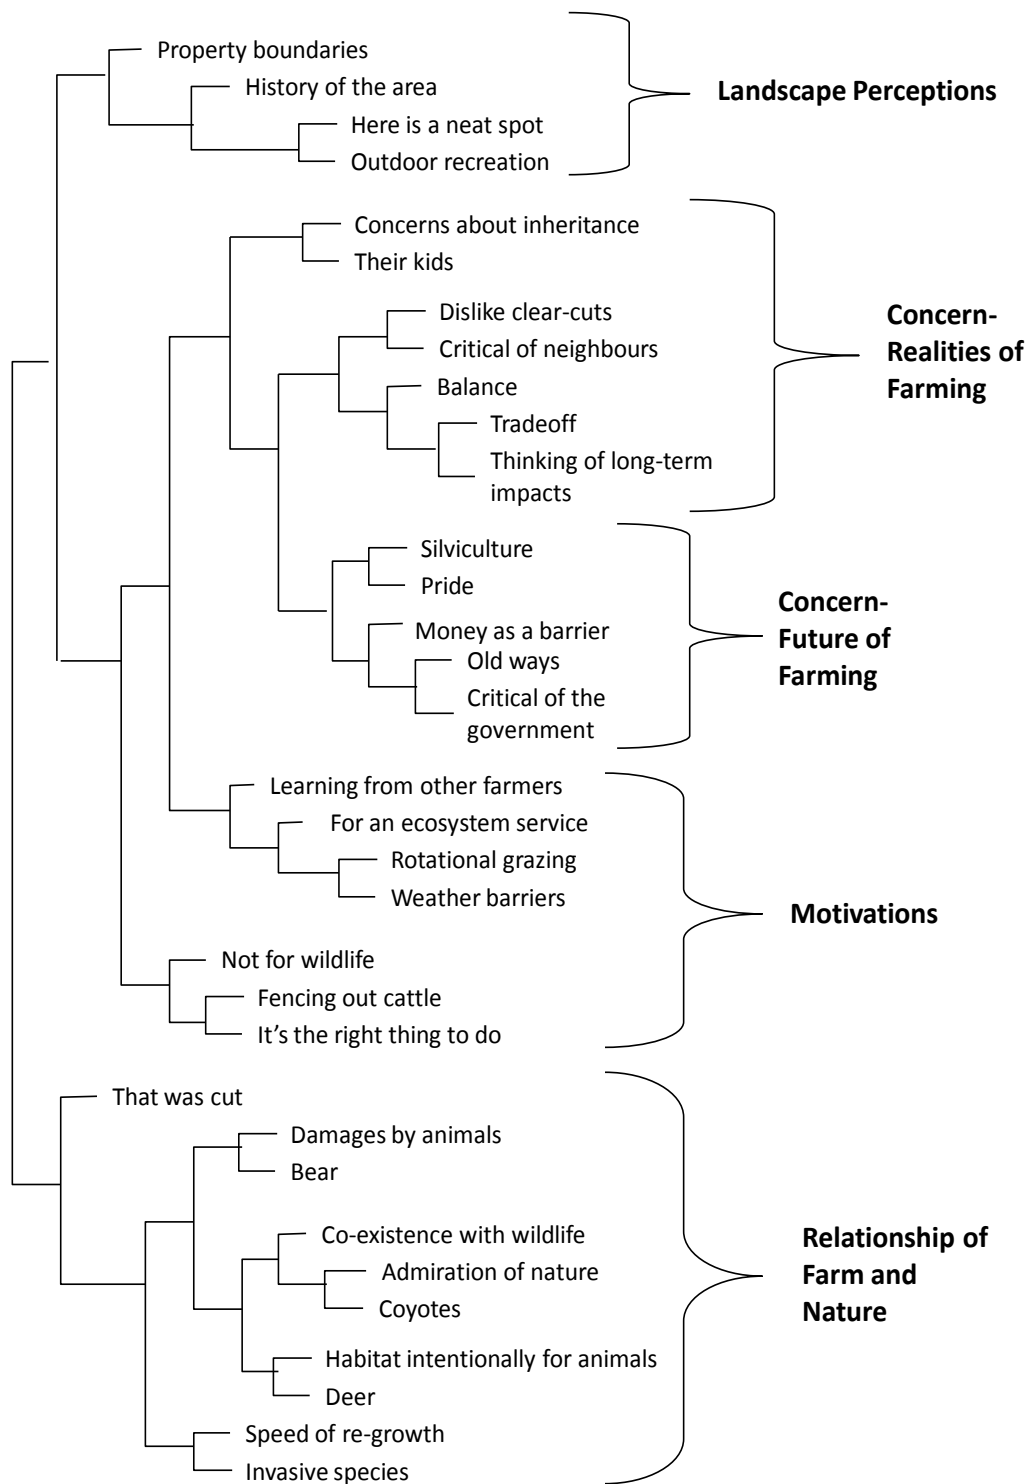 Property boundaries
History of the area
Here is a neat spot
Outdoor recreation
Landscape Perceptions
Concerns about inheritance
Their kids
Dislike clear-cuts
Critical of neighbours
Balance
Tradeoff
Thinking of long-term
impacts
Concern-
Realities of
Farming
Silviculture
Pride
Money as a barrier
Old ways
Critical of the
government
Concern-
Future of
Farming
Learning from other farmers
For an ecosystem service
Rotational grazing
Weather barriers
Not for wildlife
Fencing out cattle
It's the right thing to do
Motivations
That was cut
Damages by animals
Bear
Co-existence with wildlife
Admiration of nature
Coyotes
Habitat intentionally for animals
Deer
Speed of re-growth
Invasive species
Relationship of
Farm and
Nature